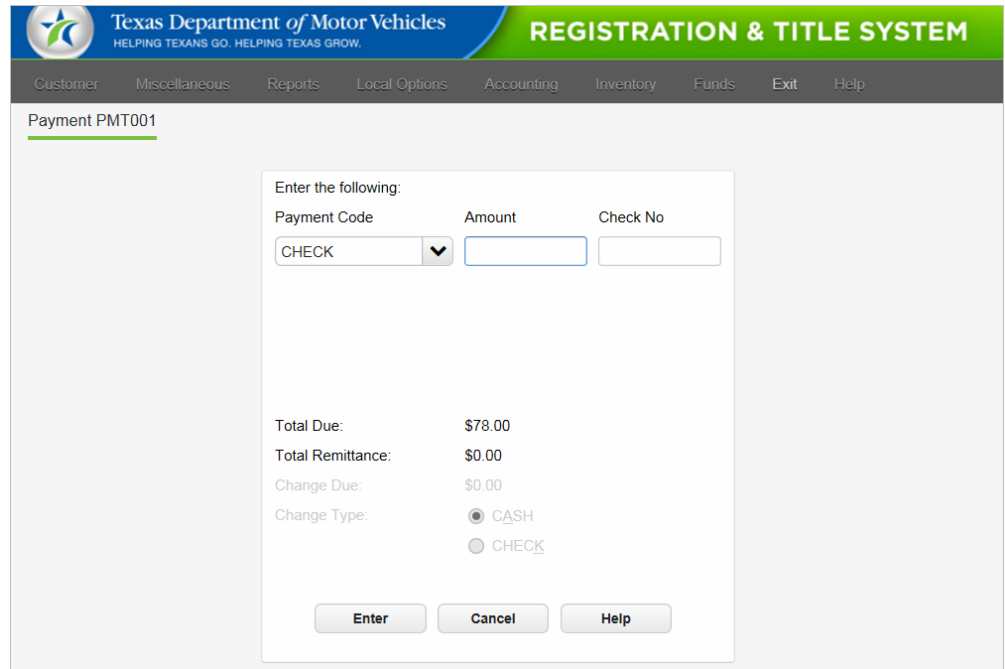 Texas Department of Motor Vehicles
HELPING TEXANS GO. HELPING TEXAS GROW.
REGISTRATION & TITLE SYSTEM
Customer Miscellaneous Reports Local Options Accounting Inventory Funds Exit Help
Payment PMT001
Enter the following:
Payment Code Amount Check No
CHECK
Total Due: $78.00
Total Remittance: $0.00
Change Due: $0.00
Change Type: CASH
CHECK
Enter Cancel Help